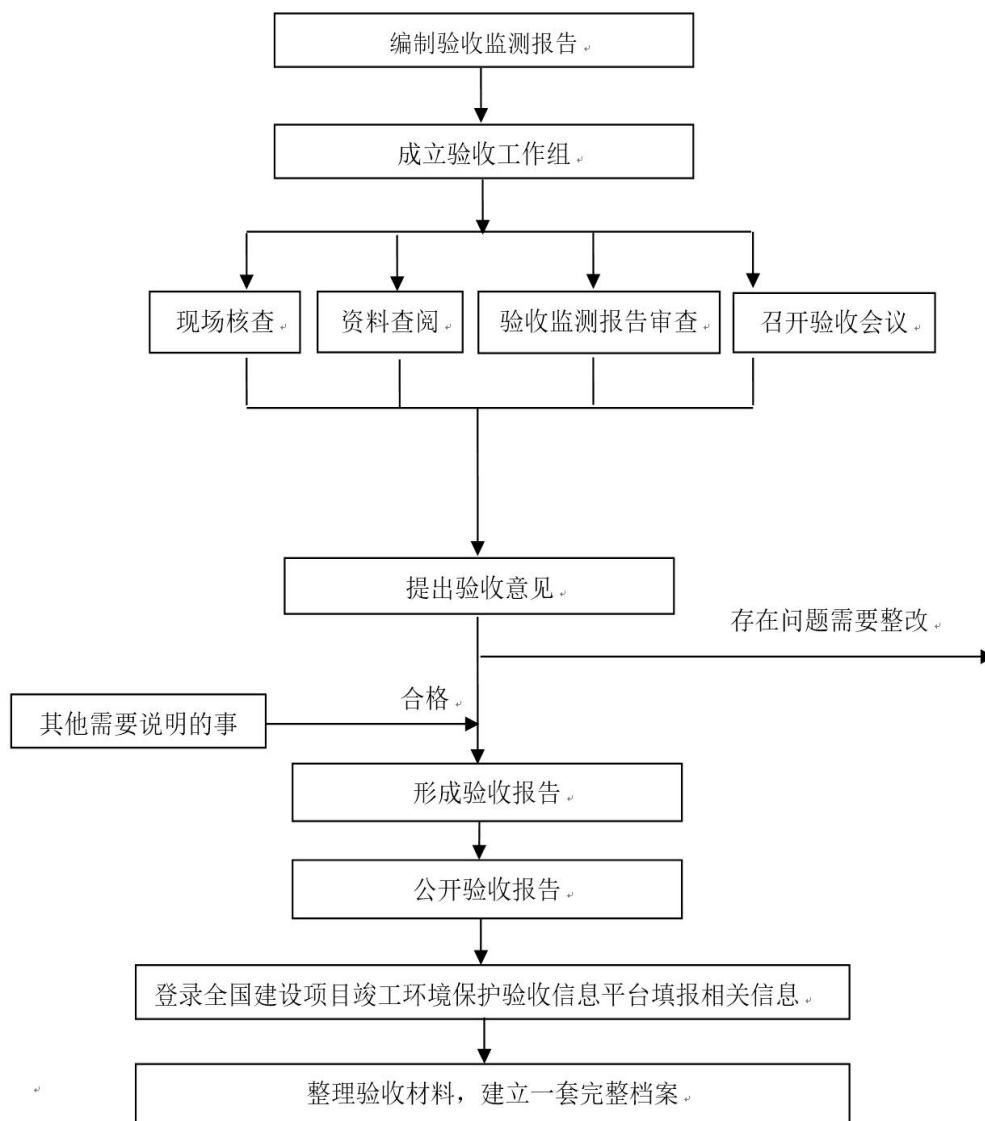 编制验收监测报告
成立验收工作组
现场核查
资料查阅
验收监测报告审查
召开验收会议
提出验收意见
存在问题需要整改
合格
其他需要说明的事
形成验收报告
公开验收报告
登录全国建设项目竣工环境保护验收信息平台填报相关信息
整理验收材料，建立一套完整档案